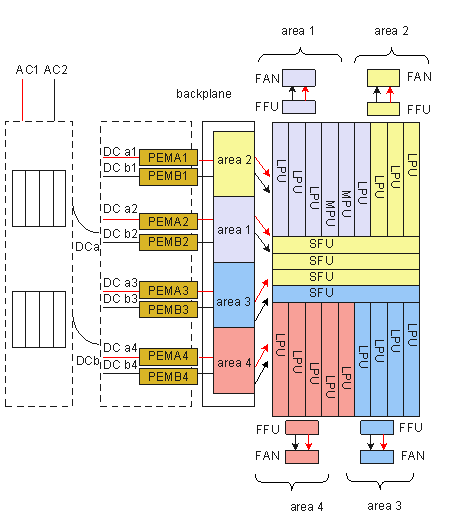 area 1
area 2
AC1 AC2
FAN
FAN
FFU
FFU
backplane
DC a1
PEMA1
DC b1
PEMB1
area 2
LPU
LPU
LPU
MPU
MPU
LPU
LPU
LPU
LPU
DC a2
PEMA2
DC b2
PEMB2
area 1
DCa
SFU
SFU
SFU
SFU
DC a3
PEMA3
DC b3
PEMB3
area 3
DC a4
PEMA4
DC b4
PEMB4
area 4
DCb
LPU
LPU
LPU
LPU
LPU
LPU
LPU
LPU
LPU
FFU
FFU
FAN
FAN
area 4
area 3